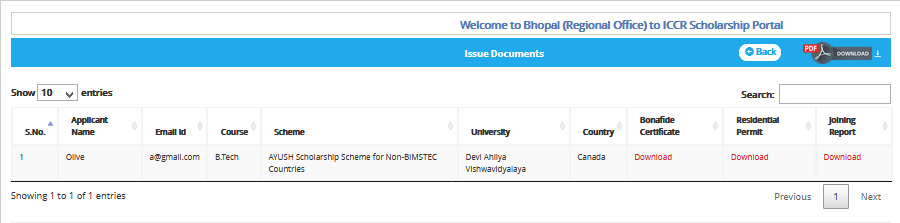 Welcome to Bhopal (Regional Office) to ICCR Scholarship Portal
Issue Documents
Back
PDF
DOWNLOAD
Show 10 entries
Search:
S.No.
Applicant
Name
Email Id
Course
Scheme
University
Country
Bonafide
Certificate
Residential
Permit
Joining
Report
1
Olive
a@gmail.com
B.Tech
AYUSH Scholarship Scheme for Non-BIMSTEC
Countries
Devi Ahilya
Vishwavidyalaya
Canada
Download
Download
Download
Showing 1 to 1 of 1 entries
Previous
1
Next